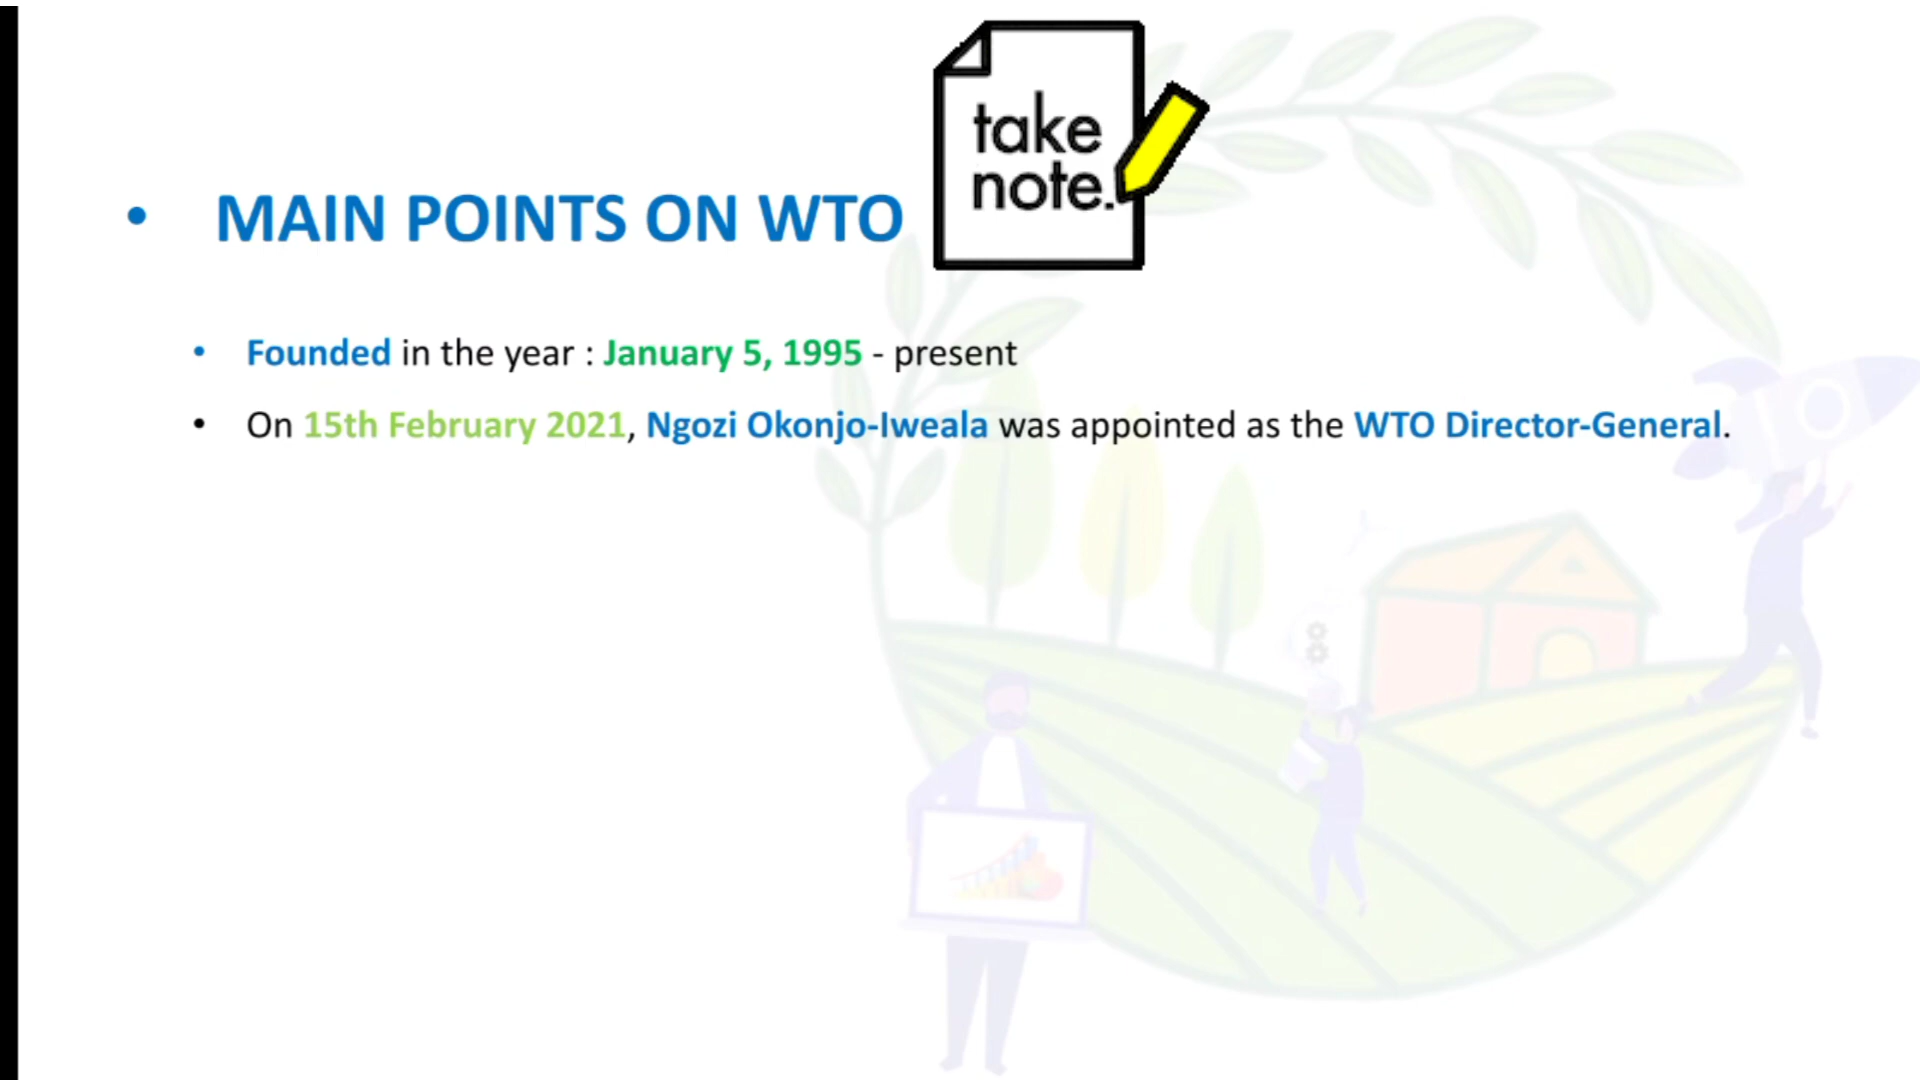 take
note.
• MAIN POINTS ON WTO
• Founded in the year : January 5, 1995 - present
• On 15th February 2021, Ngozi Okonjo-Iweala was appointed as the WTO Director-General.